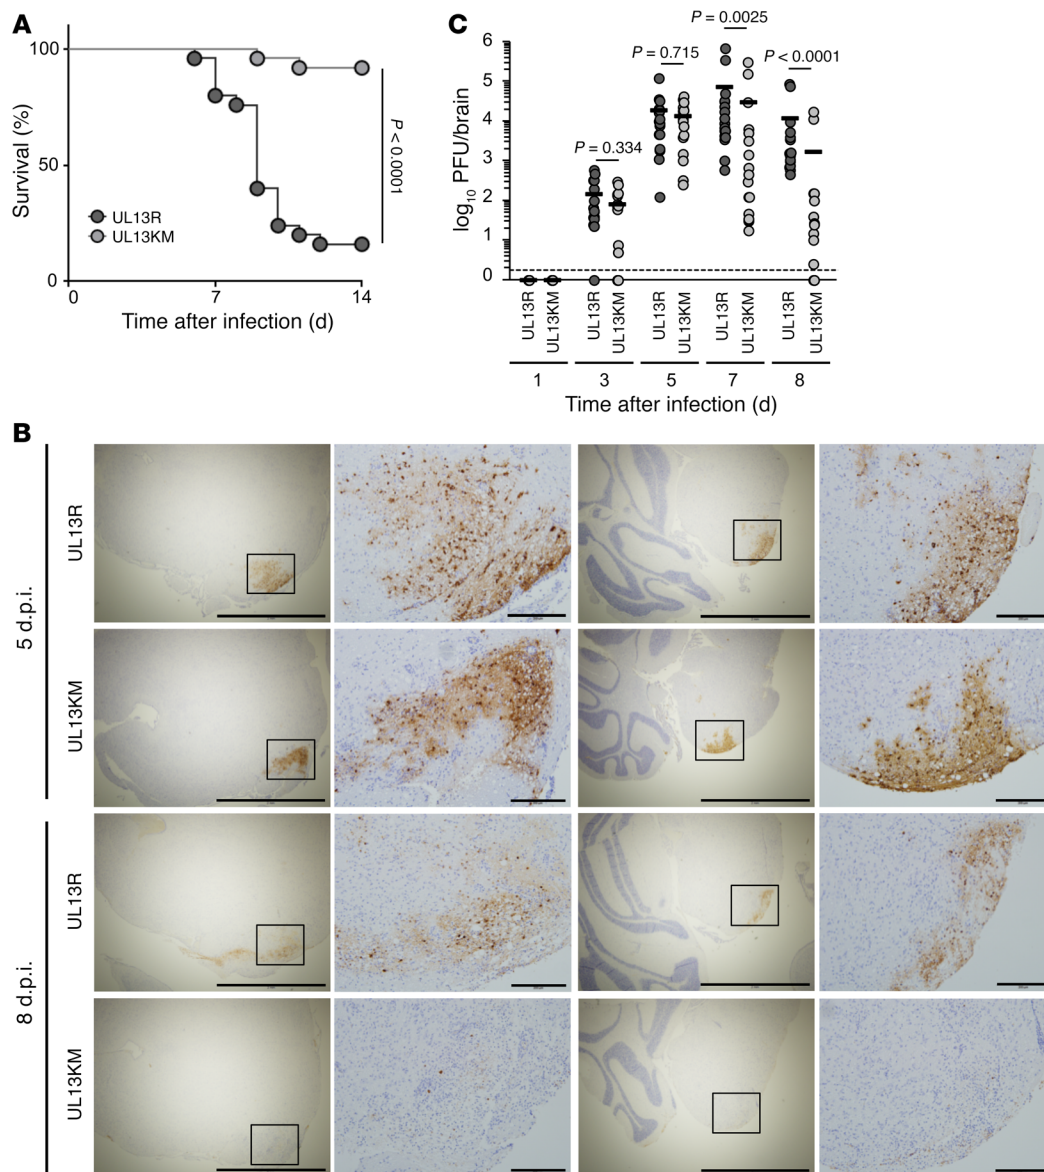 A
100
50
0
Survival (%)
UL13R
UL13KM
P < 0.0001
0 7 14
Time after infection (d)
C
P = 0.0025
P = 0.715
P < 0.0001
P = 0.334
6
5
4
3
2
1
0
log10 PFU/brain
UL13R
UL13KM
UL13R
UL13KM
UL13R
UL13KM
UL13R
UL13KM
UL13R
UL13KM
1 3 5 7 8
Time after infection (d)
B
5 d.p.i.
UL13R
UL13KM
8 d.p.i.
UL13R
UL13KM